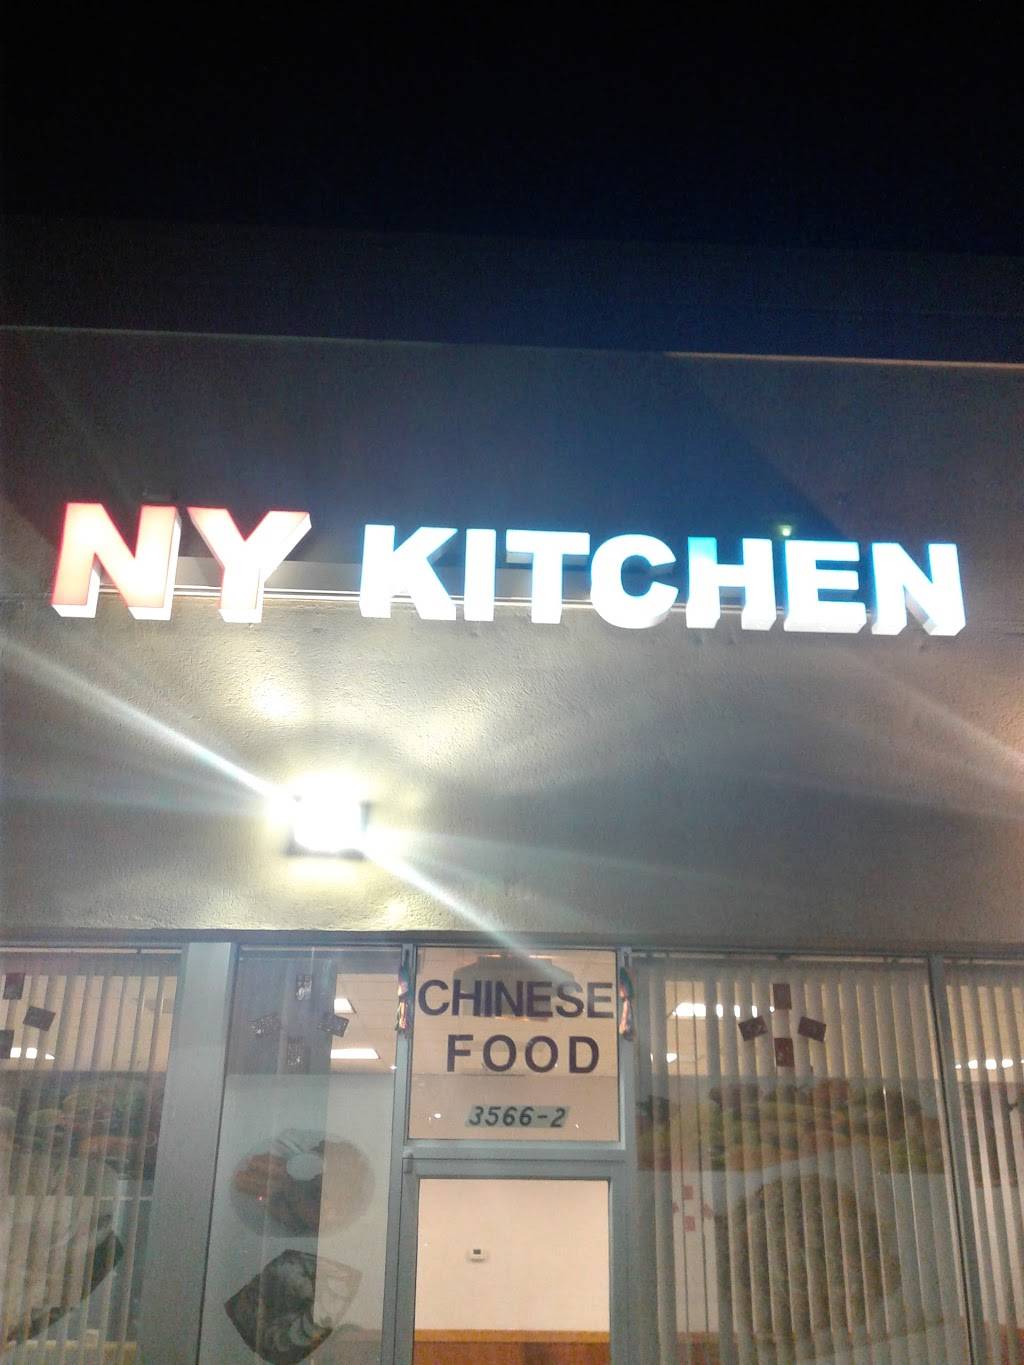 NY KITCHEN
CHINESE
FOOD
3566-2